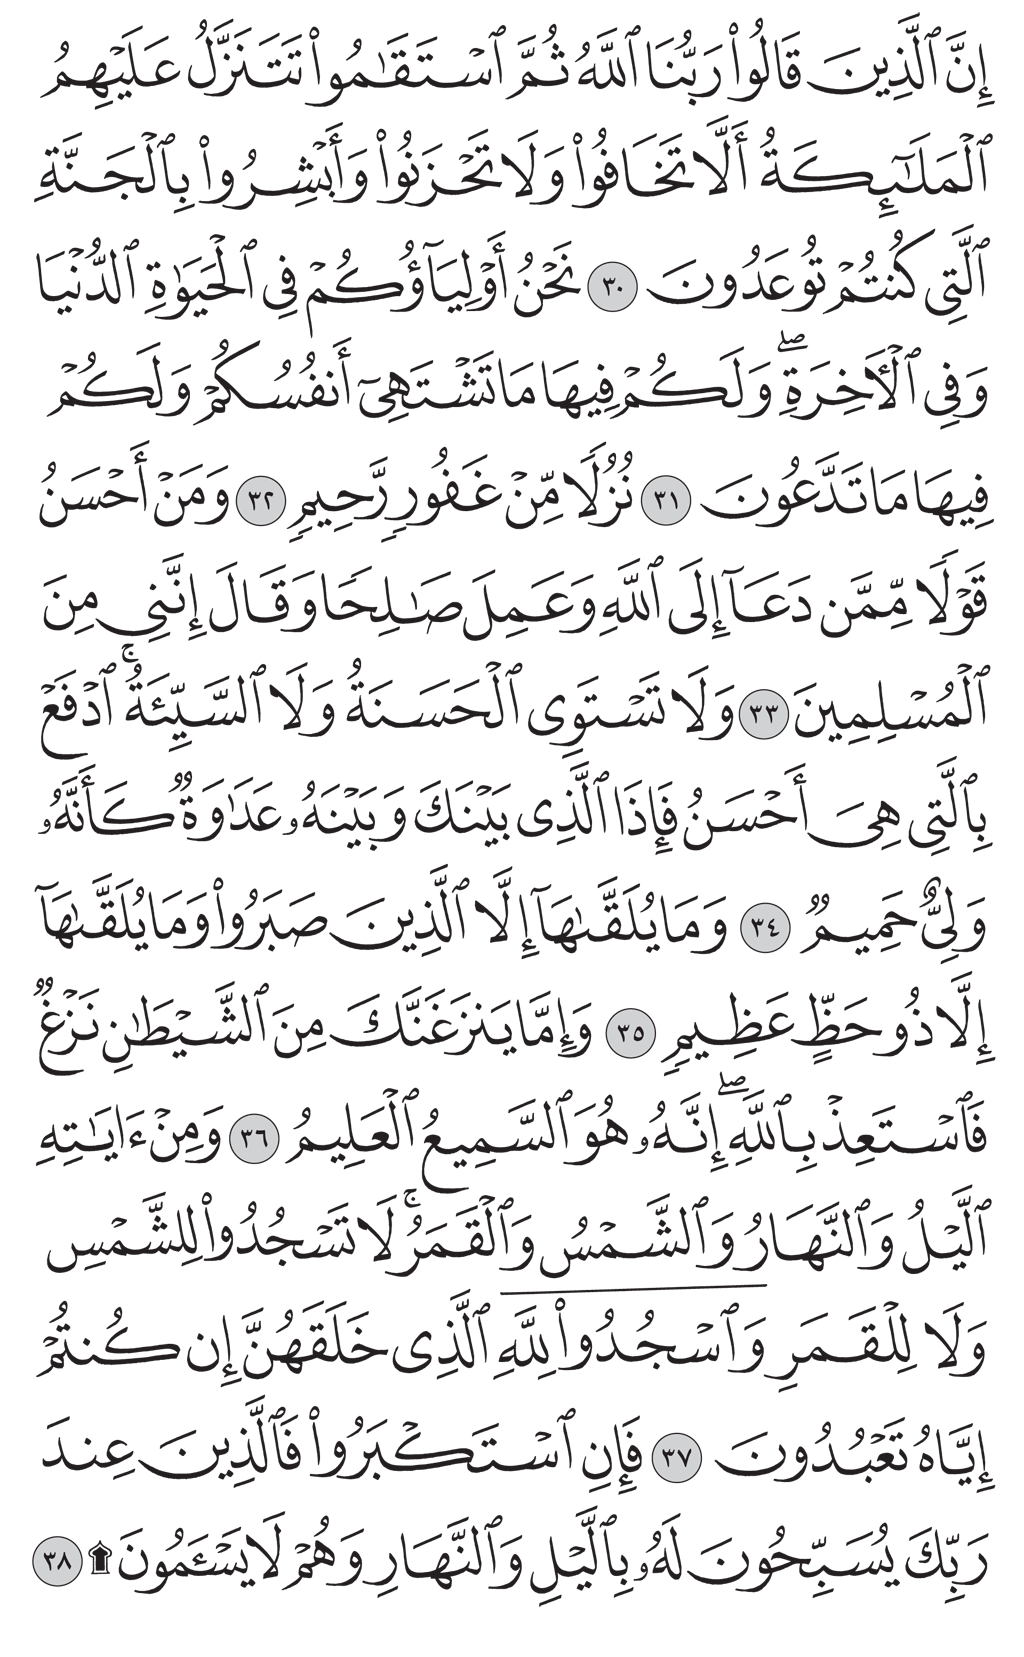 إِنَّ ٱلَّذِينَ قَالُوا۟ رَبُّنَا ٱللَّهُ ثُمَّ ٱسْتَقَـٰمُوا۟ تَتَنَزَّلُ عَلَيْهِمُ
ٱلْمَلَـٰٓئِكَةُ أَلَّا تَخَافُوا۟ وَلَا تَحْزَنُوا۟ وَأَبْشِرُوا۟ بِٱلْجَنَّةِ
ٱلَّتِى كُنتُمْ تُوعَدُونَ ٣٠ نَحْنُ أَوْلِيَآؤُكُمْ فِى ٱلْحَيَوٰةِ ٱلدُّنْيَا
وَفِى ٱلْـَٔاخِرَةِ ۖ وَلَكُمْ فِيهَا مَا تَشْتَهِىٓ أَنفُسُكُمْ وَلَكُمْ
فِيهَا مَا تَدَّعُونَ ٣١ نُزُلًا مِّنْ غَفُورٍ رَّحِيمٍ ٣٢ وَمَنْ أَحْسَنُ
قَوْلًا مِّمَّن دَعَآ إِلَى ٱللَّهِ وَعَمِلَ صَـٰلِحًا وَقَالَ إِنَّنِى مِنَ
ٱلْمُسْلِمِينَ ٣٣ وَلَا تَسْتَوِى ٱلْحَسَنَةُ وَلَا ٱلسَّيِّئَةُ ۚ ٱدْفَعْ
بِٱلَّتِى هِىَ أَحْسَنُ فَإِذَا ٱلَّذِى بَيْنَكَ وَبَيْنَهُۥ عَدَٰوَةٌ كَأَنَّهُۥ
وَلِىٌّ حَمِيمٌ ٣٤ وَمَا يُلَقَّىٰهَآ إِلَّا ٱلَّذِينَ صَبَرُوا۟ وَمَا يُلَقَّىٰهَآ
إِلَّا ذُو حَظٍّ عَظِيمٍ ٣٥ وَإِمَّا يَنزَغَنَّكَ مِنَ ٱلشَّيْطَـٰنِ نَزْغٌ
فَٱسْتَعِذْ بِٱللَّهِ ۖ إِنَّهُۥ هُوَ ٱلسَّمِيعُ ٱلْعَلِيمُ ٣٦ وَمِنْ ءَايَـٰتِهِ
ٱلَّيْلُ وَٱلنَّهَارُ وَٱلشَّمْسُ وَٱلْقَمَرُ ۚ لَا تَسْجُدُوا۟ لِلشَّمْسِ
وَلَا لِلْقَمَرِ وَٱسْجُدُوا۟ لِلَّهِ ٱلَّذِى خَلَقَهُنَّ إِن كُنتُمْ
إِيَّاهُ تَعْبُدُونَ ٣٧ فَإِنِ ٱسْتَكْبَرُوا۟ فَٱلَّذِينَ عِندَ
رَبِّكَ يُسَبِّحُونَ لَهُۥ بِٱلَّيْلِ وَٱلنَّهَارِ وَهُمْ لَا يَسْـَٔمُونَ ۩ ٣٨